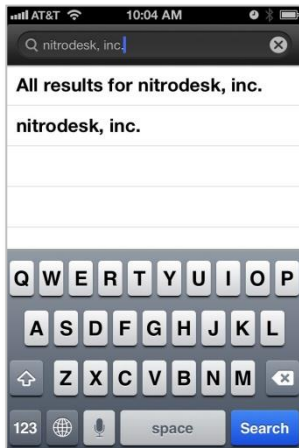 AT&T 10:04 AM
nitrodesk, inc.
All results for nitrodesk, inc.
nitrodesk, inc.
Q W E R T Y U I O P
A S D F G H J K L
Z X C V B N M
123 space Search